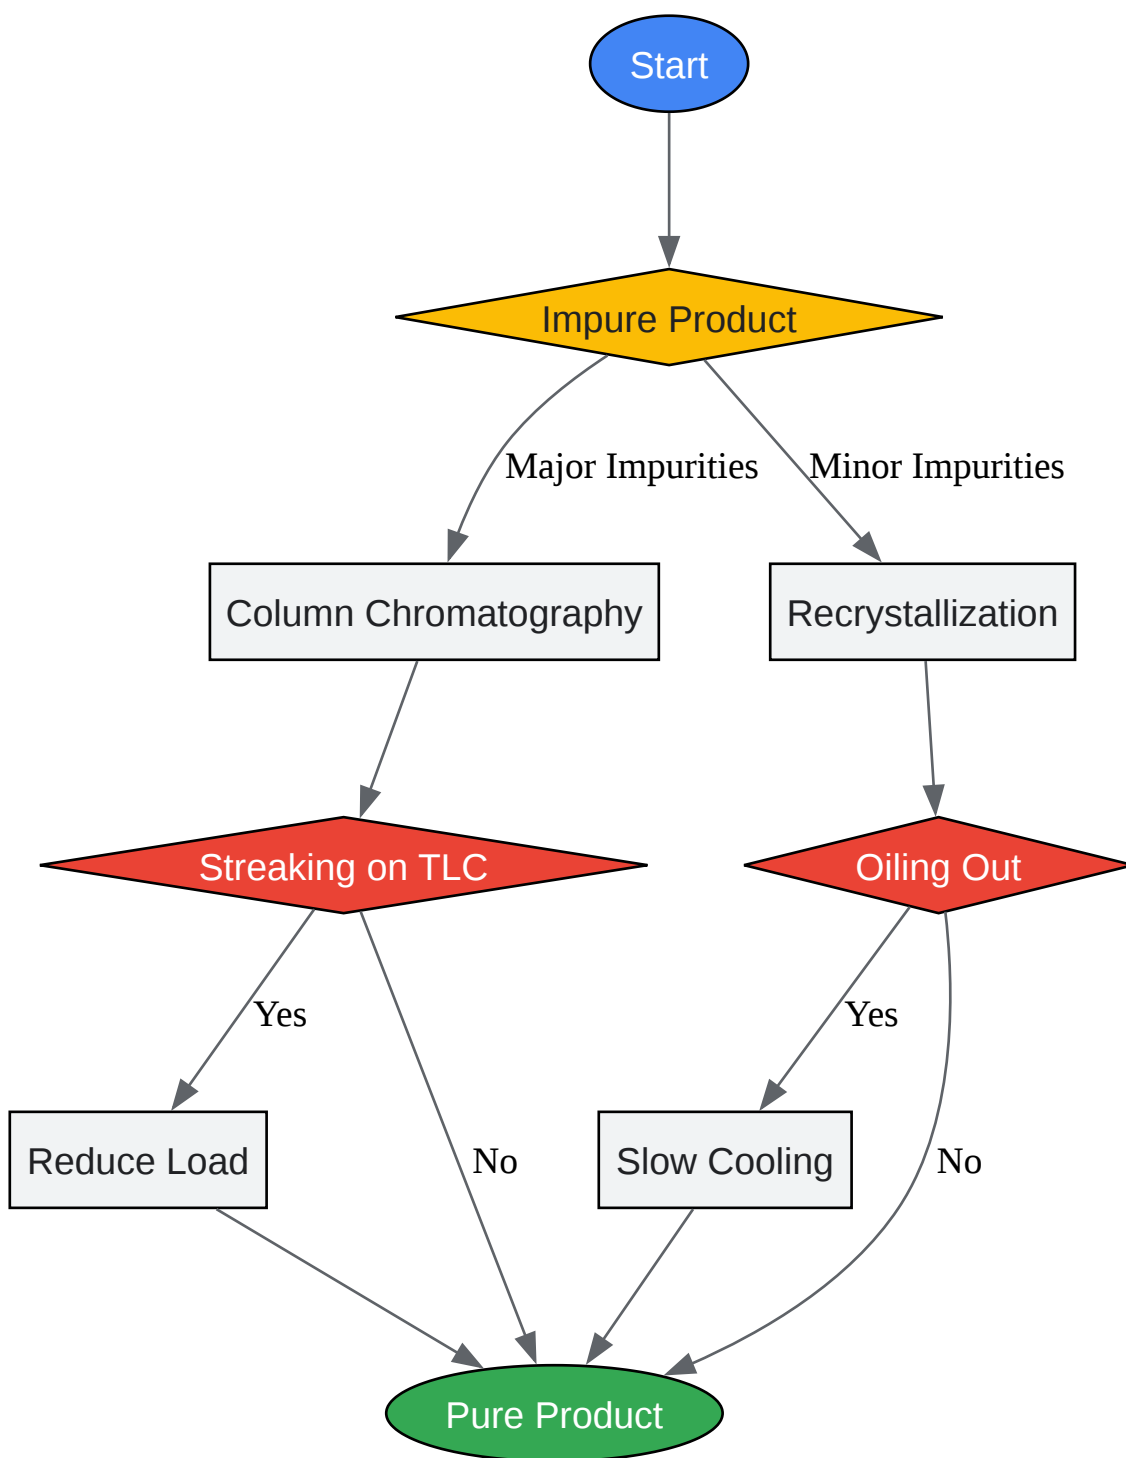 Start
Impure Product
Major Impurities
Minor Impurities
Column Chromatography
Recrystallization
Streaking on TLC
Oiling Out
Yes
Yes
Reduce Load
No
Slow Cooling
No
Pure Product